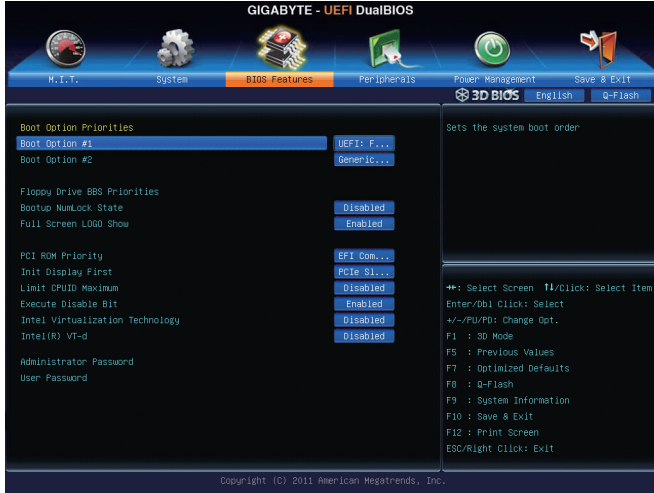 GIGABYTE - UEFI DualBIOS
M.I.T. System BIOS Features Peripherals Power Management Save & Exit
3D BIOS English Q-Flash
Boot Option Priorities
Boot Option #1 UEFI: F...
Boot Option #2 Generic...
Floppy Drive BBS Priorities
Bootup NumLock State Disabled
Full Screen LOGO Show Enabled
PCI ROM Priority EFI Com...
Init Display First PCIe Sl...
Limit CPUID Maximum Disabled
Execute Disable Bit Enabled
Intel Virtualization Technology Disabled
Intel(R) VT-d Disabled
Administrator Password
User Password
Sets the system boot order
→←: Select Screen ↑↓/Click: Select Item
Enter/Dbl Click: Select
+/-/PU/PD: Change Opt.
F1 : 3D Mode
F5 : Previous Values
F7 : Optimized Defaults
F8 : Q-Flash
F9 : System Information
F10 : Save & Exit
F12 : Print Screen
ESC/Right Click: Exit
Copyright (C) 2011 American Megatrends, Inc.